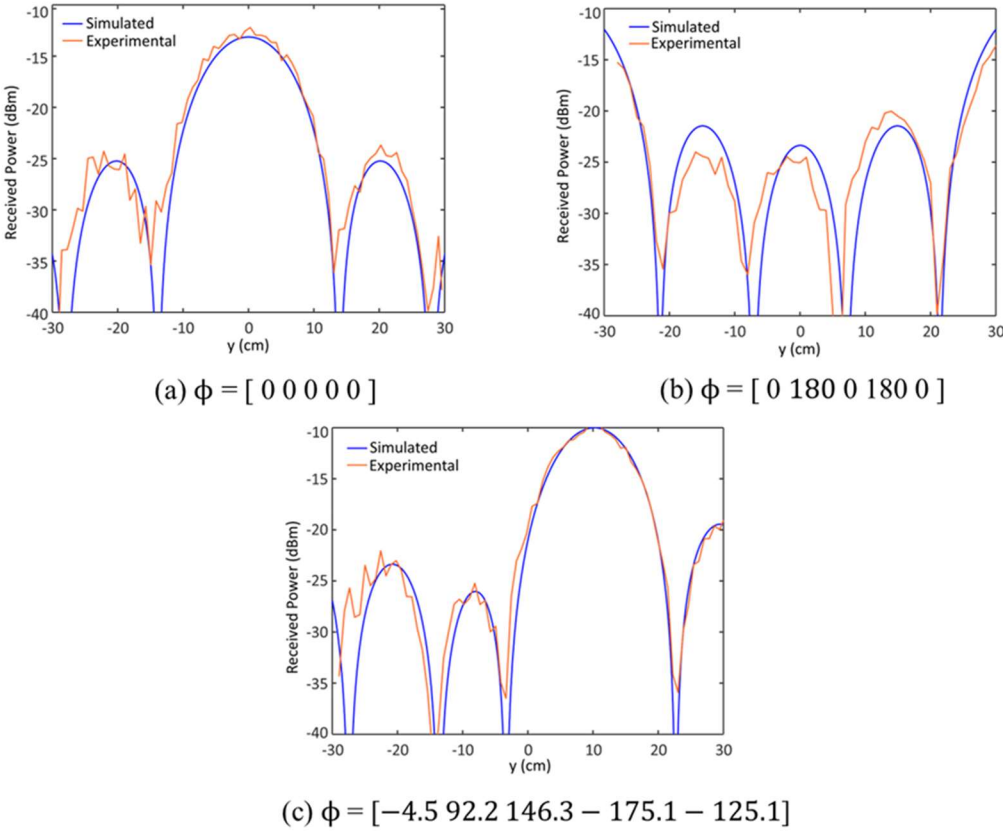 -10
-15
-20
-25
-30
-35
-40
Received Power (dBm)
Simulated
Experimental
-30 -20 -10 0 10 20 30
y (cm)
(a) ϕ = [ 0 0 0 0 0 ]
-10
-15
-20
-25
-30
-35
-40
Received Power (dBm)
Simulated
Experimental
-30 -20 -10 0 10 20 30
y (cm)
(b) ϕ = [ 0 180 0 180 0 ]
-10
-15
-20
-25
-30
-35
-40
Received Power (dBm)
Simulated
Experimental
-30 -20 -10 0 10 20 30
y (cm)
(c) ϕ = [−4.5 92.2 146.3 − 175.1 − 125.1]